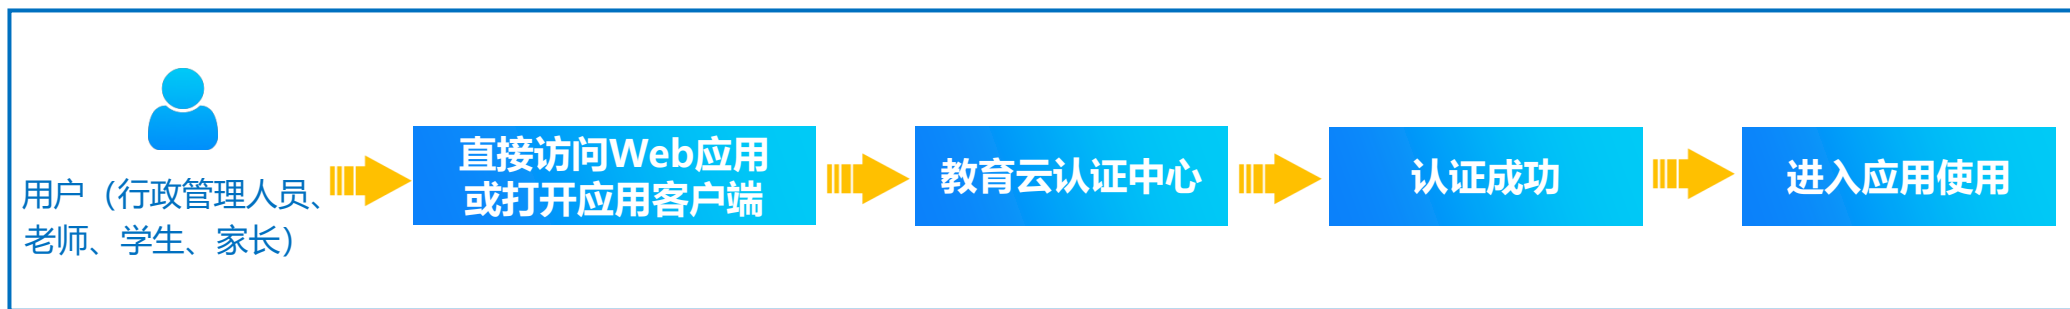 用户（行政管理人员、
老师、学生、家长）
直接访问Web应用
或打开应用客户端
教育云认证中心
认证成功
进入应用使用